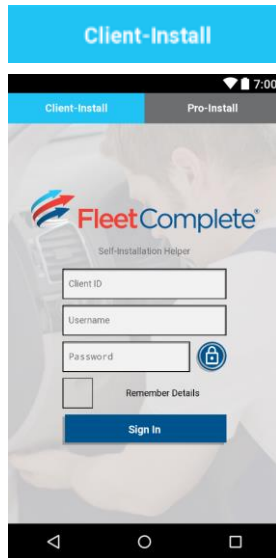 Client-Install
7:00
Client-Install Pro-Install
FleetComplete®
Self-Installation Helper
Client ID
Username
Password
Remember Details
Sign In